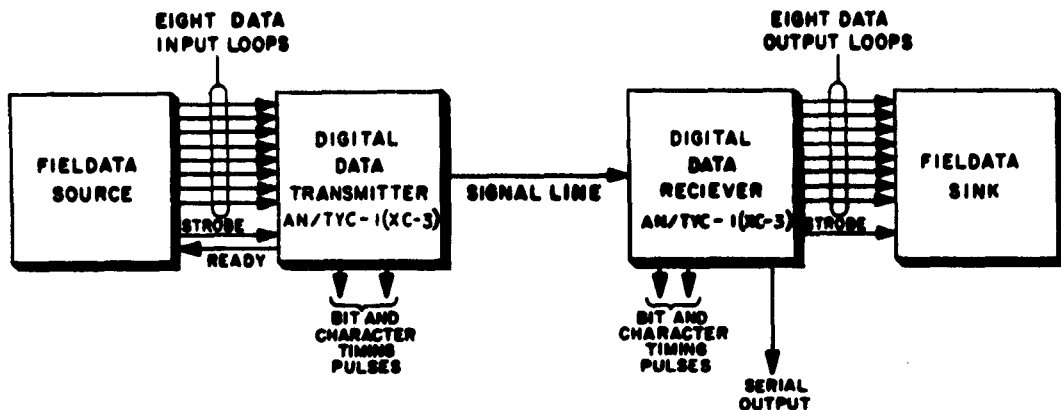 EIGHT DATA
INPUT LOOPS
EIGHT DATA
OUTPUT LOOPS
FIELDATA
SOURCE
STROBE
READY
DIGITAL
DATA
TRANSMITTER
AN/TYC-1(XC-3)
BIT AND
CHARACTER
TIMING
PULSES
SIGNAL LINE
DIGITAL
DATA
RECIEVER
AN/TYC-1(XC-3)
BIT AND
CHARACTER
TIMING
PULSES
SERIAL
OUTPUT
STROBE
FIELDATA
SINK